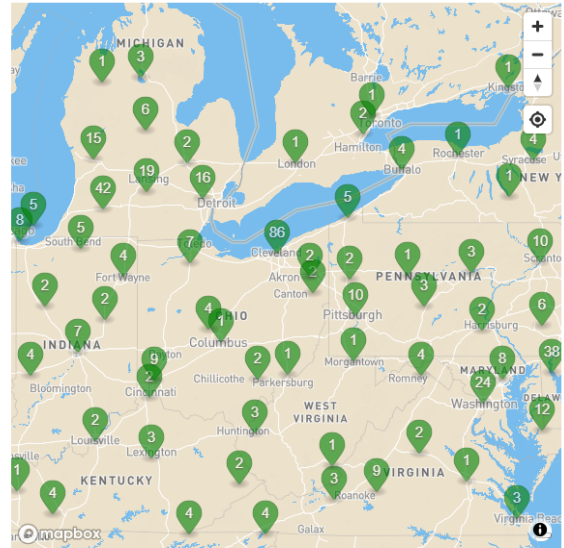 Ottawa
MICHIGAN
1
3
+
−
Barrie
1
Kingston
1
6
2
Toronto
15
2
1
London
Hamilton
4
Buffalo
1
Rochester
4
Syracuse
42
19
Lansing
16
Detroit
5
1
NEW Y
5
8
5
South Bend
7
Toledo
86
Cleveland
2
Akron
2
Canton
2
1
3
10
Scranton
4
Fort Wayne
PENNSYLVANIA
3
2
2
10
Pittsburgh
2
Harrisburg
6
4
OHIO
Columbus
7
INDIANA
4
Bloomington
9
Dayton
2
Cincinnati
Chillicothe
2
1
Parkersburg
1
Morgantown
4
Romney
8
MARYLAND
38
24
Washington
DELAW
12
2
Louisville
3
Lexington
3
Huntington
WEST
VIRGINIA
2
1
KENTUCKY
2
1
3
Roanoke
9
VIRGINIA
1
4
4
4
Galax
3
Virginia Beach
mapbox
i